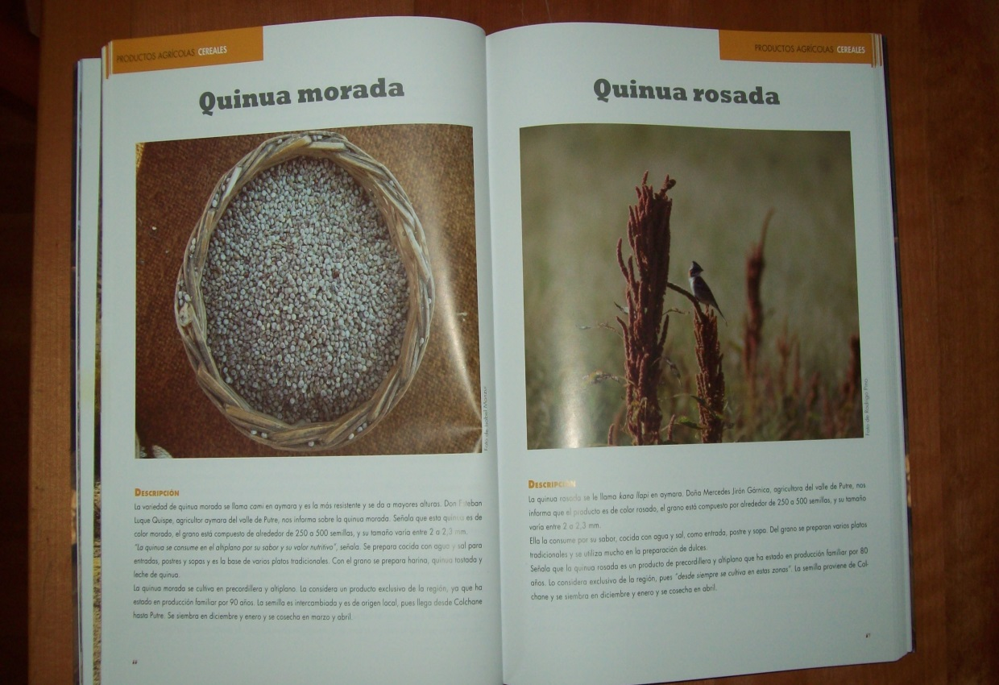 PRODUCTOS AGRÍCOLAS CEREALES
Quinua morada
Foto de Isabel Montoir
DESCRIPCIÓN
La variedad de quinua morada se llama cami en aymara y es la más resistente y se da a mayores alturas. Don Esteban
Luque Quispe, agricultor aymara del valle de Putre, nos informa sobre la quinua morada. Señala que esta quinua es de
color morado, el grano está compuesto de alrededor de 250 a 500 semillas, y su tamaño varía entre 2 a 2,3 mm.
"La quinua se consume en el altiplano por su sabor y su valor nutritivo", señala. Se prepara cocida con agua y sal para
entradas, postres y sopas y es la base de varios platos tradicionales. Con el grano se prepara harina, quinua tostada y
leche de quinua.
La quinua morada se cultiva en precordillera y altiplano. La considera un producto exclusivo de la región, ya que ha
estado en producción familiar por 90 años. La semilla es intercambiada y es de origen local, pues llega desde Colchane
hasta Putre. Se siembra en diciembre y enero y se cosecha en marzo y abril.
PRODUCTOS AGRÍCOLAS CEREALES
Quinua rosada
Foto de Rodrigo Pinto
DESCRIPCIÓN
La quinua rosada se le llama kana llapi en aymara. Doña Mercedes Jirón Gárnica, agricultora del valle de Putre, nos
informa que el producto es de color rosado, el grano está compuesto por alrededor de 250 a 500 semillas, y su tamaño
varía entre 2 a 2,3 mm.
Ella la consume por su sabor, cocida con agua y sal, como entrada, postre y sopa. Del grano se preparan varios platos
tradicionales y se utiliza mucho en la preparación de dulces.
Señala que la quinua rosada es un producto de precordillera y altiplano que ha estado en producción familiar por 80
años. Lo considera exclusivo de la región, pues "desde siempre se cultiva en estas zonas". La semilla proviene de Col-
chane y se siembra en diciembre y enero y se cosecha en abril.